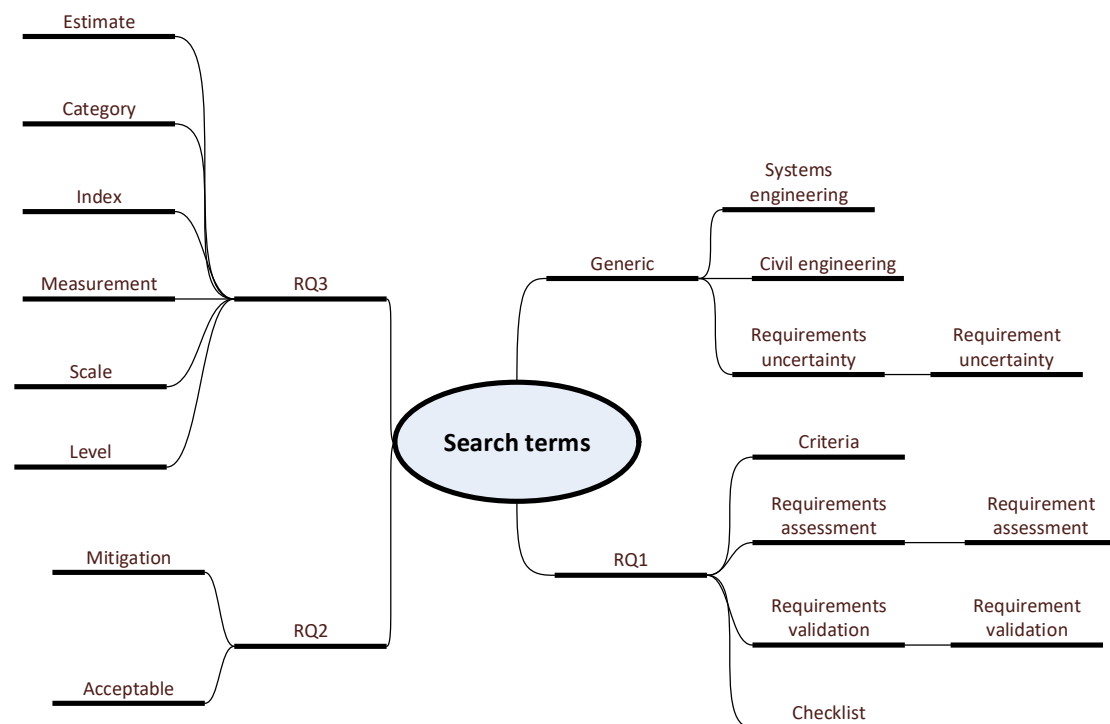 Estimate
Category
Index
Measurement
Scale
Level
RQ3
Mitigation
Acceptable
RQ2
Search terms
Generic
Systems
engineering
Civil engineering
Requirements
uncertainty
Requirement
uncertainty
RQ1
Criteria
Requirements
assessment
Requirement
assessment
Requirements
validation
Requirement
validation
Checklist